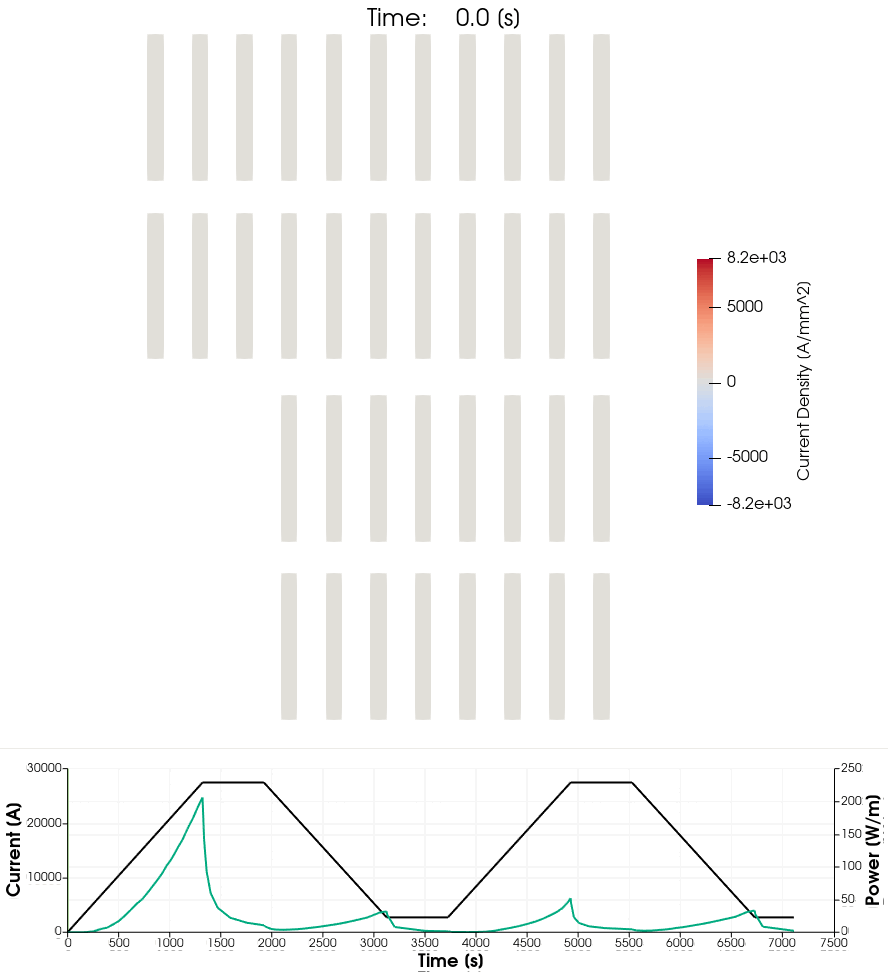 Time: 0.0 (s)
8.2e+03
5000
0
-5000
-8.2e+03
Current Density (A/mm^2)
30000
20000
10000
0
Current (A)
250
200
150
100
50
0
Power (W/m)
0 500 1000 1500 2000 2500 3000 3500 4000 4500 5000 5500 6000 6500 7000 7500
Time (s)